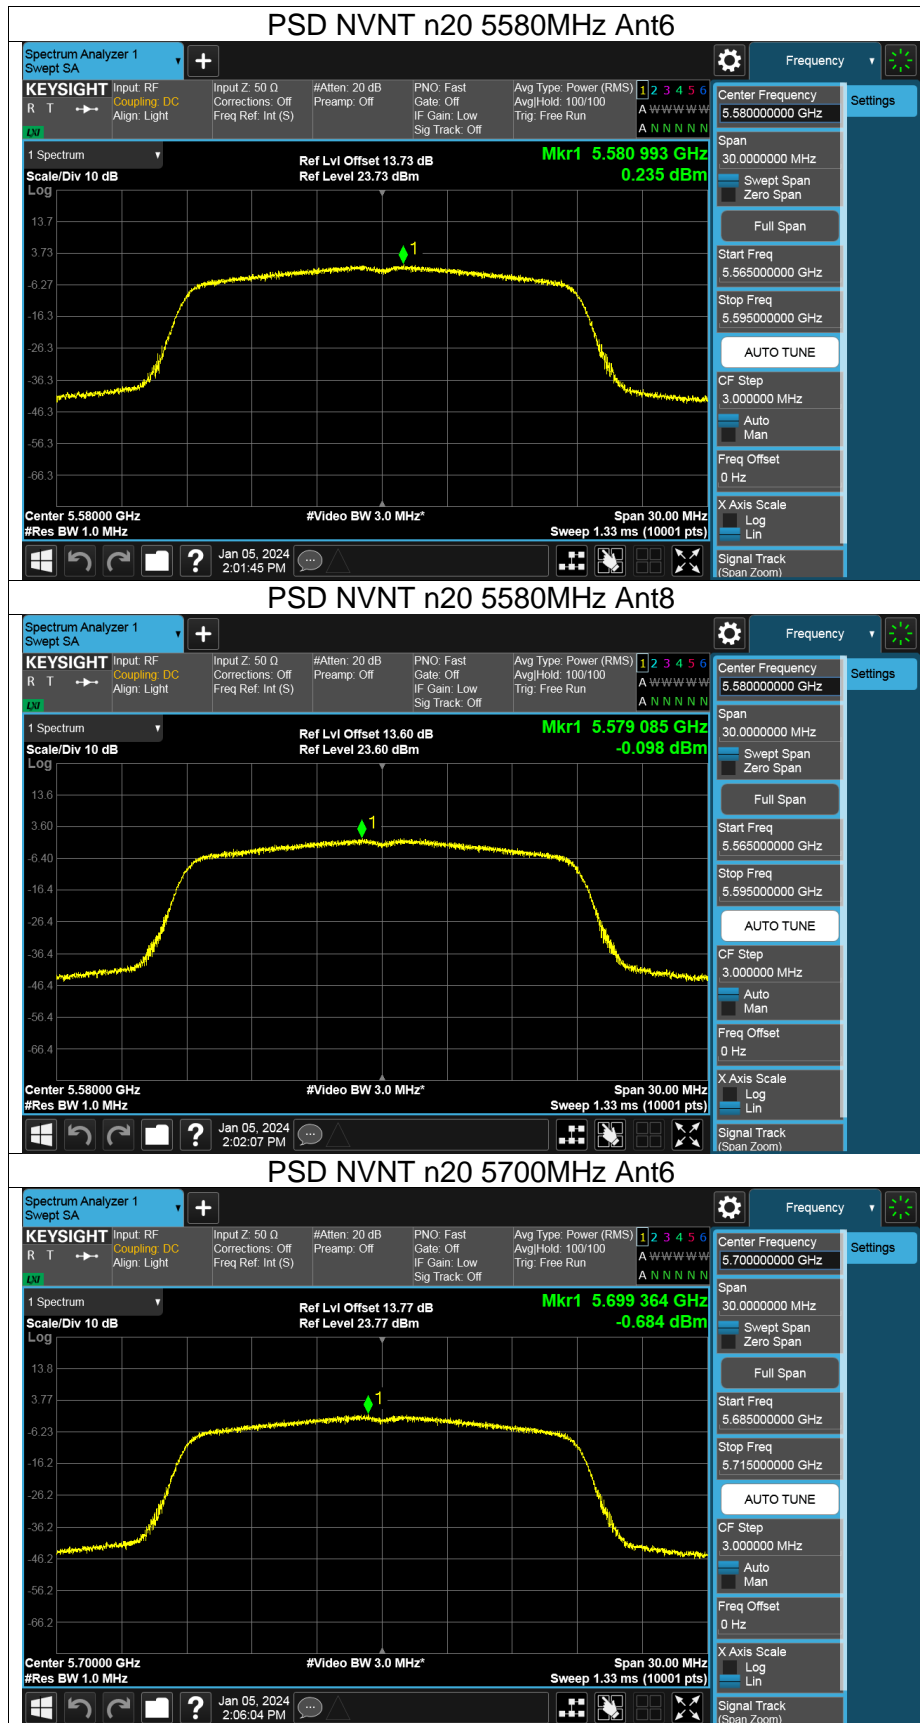 PSD NVNT n20 5580MHz Ant6
Spectrum Analyzer 1
Swept SA
Frequency
KEYSIGHT
R T
LXI
Input: RF
Coupling: DC
Align: Light
Input Z: 50 Ω
Corrections: Off
Freq Ref: Int (S)
#Atten: 20 dB
Preamp: Off
PNO: Fast
Gate: Off
IF Gain: Low
Sig Track: Off
Avg Type: Power (RMS)
Avg|Hold: 100/100
Trig: Free Run
1 2 3 4 5 6
A W W W W W
A N N N N N
Center Frequency
5.580000000 GHz
Settings
Span
30.0000000 MHz
Swept Span
Zero Span
Full Span
Start Freq
5.565000000 GHz
Stop Freq
5.595000000 GHz
AUTO TUNE
CF Step
3.000000 MHz
Auto
Man
Freq Offset
0 Hz
X Axis Scale
Log
Lin
Signal Track
(Span Zoom)
1 Spectrum
Scale/Div 10 dB
Ref Lvl Offset 13.73 dB
Ref Level 23.73 dBm
Mkr1 5.580 993 GHz
0.235 dBm
Log
13.7
3.73
-6.27
-16.3
-26.3
-36.3
-46.3
-56.3
-66.3
1
Center 5.58000 GHz
#Res BW 1.0 MHz
#Video BW 3.0 MHz*
Span 30.00 MHz
Sweep 1.33 ms (10001 pts)
Jan 05, 2024
2:01:45 PM
PSD NVNT n20 5580MHz Ant8
Spectrum Analyzer 1
Swept SA
Frequency
KEYSIGHT
R T
LXI
Input: RF
Coupling: DC
Align: Light
Input Z: 50 Ω
Corrections: Off
Freq Ref: Int (S)
#Atten: 20 dB
Preamp: Off
PNO: Fast
Gate: Off
IF Gain: Low
Sig Track: Off
Avg Type: Power (RMS)
Avg|Hold: 100/100
Trig: Free Run
1 2 3 4 5 6
A W W W W W
A N N N N N
Center Frequency
5.580000000 GHz
Settings
Span
30.0000000 MHz
Swept Span
Zero Span
Full Span
Start Freq
5.565000000 GHz
Stop Freq
5.595000000 GHz
AUTO TUNE
CF Step
3.000000 MHz
Auto
Man
Freq Offset
0 Hz
X Axis Scale
Log
Lin
Signal Track
(Span Zoom)
1 Spectrum
Scale/Div 10 dB
Ref Lvl Offset 13.60 dB
Ref Level 23.60 dBm
Mkr1 5.579 085 GHz
-0.098 dBm
Log
13.6
3.60
-6.40
-16.4
-26.4
-36.4
-46.4
-56.4
-66.4
1
Center 5.58000 GHz
#Res BW 1.0 MHz
#Video BW 3.0 MHz*
Span 30.00 MHz
Sweep 1.33 ms (10001 pts)
Jan 05, 2024
2:02:07 PM
PSD NVNT n20 5700MHz Ant6
Spectrum Analyzer 1
Swept SA
Frequency
KEYSIGHT
R T
LXI
Input: RF
Coupling: DC
Align: Light
Input Z: 50 Ω
Corrections: Off
Freq Ref: Int (S)
#Atten: 20 dB
Preamp: Off
PNO: Fast
Gate: Off
IF Gain: Low
Sig Track: Off
Avg Type: Power (RMS)
Avg|Hold: 100/100
Trig: Free Run
1 2 3 4 5 6
A W W W W W
A N N N N N
Center Frequency
5.700000000 GHz
Settings
Span
30.0000000 MHz
Swept Span
Zero Span
Full Span
Start Freq
5.685000000 GHz
Stop Freq
5.715000000 GHz
AUTO TUNE
CF Step
3.000000 MHz
Auto
Man
Freq Offset
0 Hz
X Axis Scale
Log
Lin
Signal Track
(Span Zoom)
1 Spectrum
Scale/Div 10 dB
Ref Lvl Offset 13.77 dB
Ref Level 23.77 dBm
Mkr1 5.699 364 GHz
-0.684 dBm
Log
13.8
3.77
-6.23
-16.2
-26.2
-36.2
-46.2
-56.2
-66.2
1
Center 5.70000 GHz
#Res BW 1.0 MHz
#Video BW 3.0 MHz*
Span 30.00 MHz
Sweep 1.33 ms (10001 pts)
Jan 05, 2024
2:06:04 PM